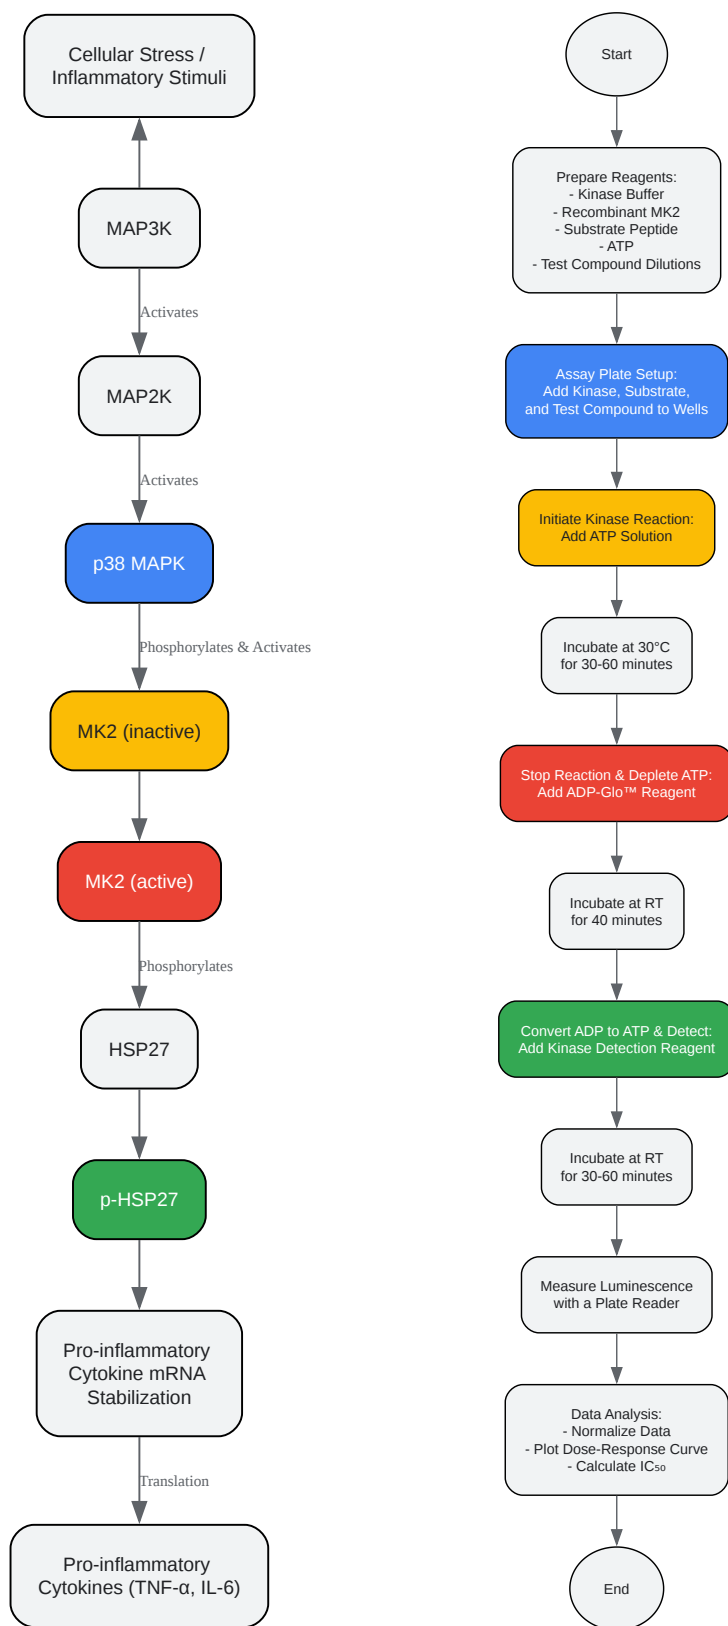 Cellular Stress /
Inflammatory Stimuli
MAP3K
Activates
MAP2K
Activates
p38 MAPK
Phosphorylates & Activates
MK2 (inactive)
MK2 (active)
Phosphorylates
HSP27
p-HSP27
Pro-inflammatory
Cytokine mRNA
Stabilization
Translation
Pro-inflammatory
Cytokines (TNF-α, IL-6)
Start
Prepare Reagents:
- Kinase Buffer
- Recombinant MK2
- Substrate Peptide
- ATP
- Test Compound Dilutions
Assay Plate Setup:
Add Kinase, Substrate,
and Test Compound to Wells
Initiate Kinase Reaction:
Add ATP Solution
Incubate at 30°C
for 30-60 minutes
Stop Reaction & Deplete ATP:
Add ADP-Glo™ Reagent
Incubate at RT
for 40 minutes
Convert ADP to ATP & Detect:
Add Kinase Detection Reagent
Incubate at RT
for 30-60 minutes
Measure Luminescence
with a Plate Reader
Data Analysis:
- Normalize Data
- Plot Dose-Response Curve
- Calculate IC₅₀
End